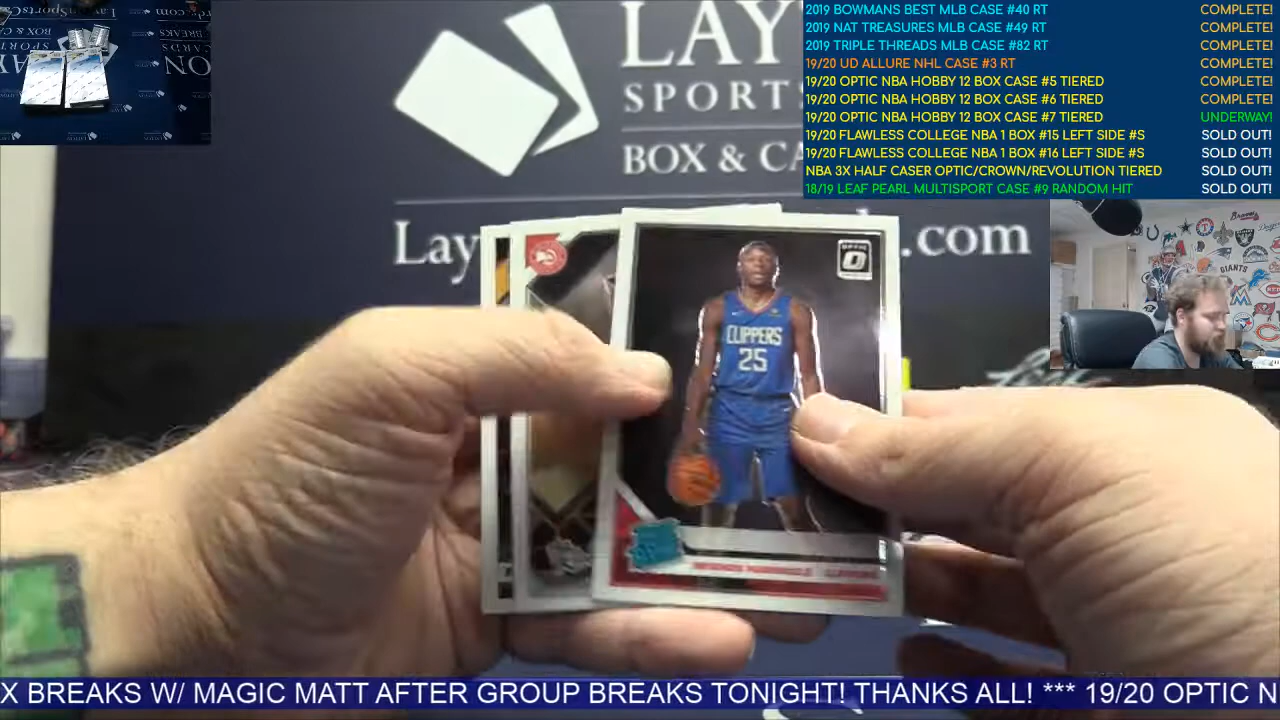 2019 BOWMANS BEST MLB CASE #40 RT COMPLETE!
2019 NAT TREASURES MLB CASE #49 RT COMPLETE!
2019 TRIPLE THREADS MLB CASE #82 RT COMPLETE!
19/20 UD ALLURE NHL CASE #3 RT COMPLETE!
19/20 OPTIC NBA HOBBY 12 BOX CASE #5 TIERED COMPLETE!
19/20 OPTIC NBA HOBBY 12 BOX CASE #6 TIERED COMPLETE!
19/20 OPTIC NBA HOBBY 12 BOX CASE #7 TIERED UNDERWAY!
19/20 FLAWLESS COLLEGE NBA 1 BOX #15 LEFT SIDE #S SOLD OUT!
19/20 FLAWLESS COLLEGE NBA 1 BOX #16 LEFT SIDE #S SOLD OUT!
NBA 3X HALF CASER OPTIC/CROWN/REVOLUTION TIERED SOLD OUT!
18/19 LEAF PEARL MULTISPORT CASE #9 RANDOM HIT SOLD OUT!
LAY
SPORTS
BOX & CA
Lay .com
GIANTS
Braves
OPTIC
CLIPPERS
25
X BREAKS W/ MAGIC MATT AFTER GROUP BREAKS TONIGHT! THANKS ALL! *** 19/20 OPTIC N